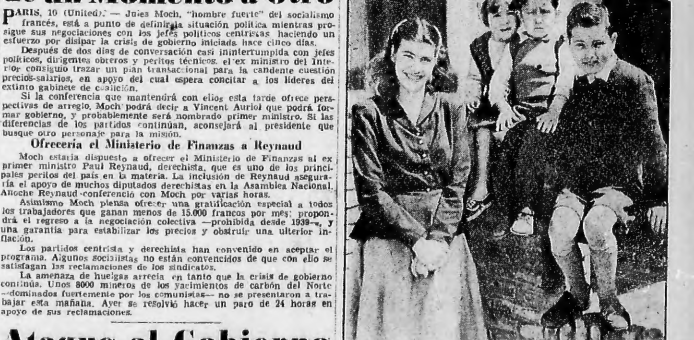 de un Momento a Otro
PARIS, 10 (United). — Jules Moch, "hombre fuerte" del socialismo
francés, está a punto de definir la situación política mientras pro-
sigue sus negociaciones con los jefes políticos centristas haciendo un
esfuerzo por disipar la crisis de gobierno iniciada hace cinco días.
Después de dos días de conversación casi ininterrumpida con jefes
políticos, dirigentes obreros y peritos técnicos, el ex ministro del Inte-
rior consiguió trazar un plan transaccional para la candente cuestión
precios-salarios, en apoyo del cual espera concitar a los líderes del
extinto gabinete de coalición.
Si la conferencia que mantendrá con ellos esta tarde ofrece pers-
pectivas de arreglo, Moch podrá decir a Vincent Auriol que podrá for-
mar gobierno, y probablemente será nombrado primer ministro. Si las
diferencias de los partidos continúan, aconsejará al presidente que
busque otro personaje para la misión.
Ofrecería el Ministerio de Finanzas a Reynaud
Moch estaría dispuesto a ofrecer el Ministerio de Finanzas al ex
primer ministro Paul Reynaud, derechista, que es uno de los princi-
pales peritos del país en la materia. La inclusión de Reynaud asegura-
ría el apoyo de muchos diputados derechistas en la Asamblea Nacional.
Anoche Reynaud conferenció con Moch por varias horas.
Asimismo Moch piensa ofrecer una gratificación especial a todos
los trabajadores que ganan menos de 15.000 francos por mes; propon-
drá el regreso a la negociación colectiva —prohibida desde 1939—, y
una garantía para estabilizar los precios y obstruir una ulterior in-
flación.
Los partidos centrista y derechista han convenido en aceptar el
programa. Algunos socialistas no están convencidos de que con ello se
satisfagan las reclamaciones de los sindicatos.
La amenaza de huelgas arrecia en tanto que la crisis de gobierno
continúa. Unos 8000 mineros de los yacimientos de carbón del Norte
—dominados fuertemente por los comunistas— no se presentaron a tra-
bajar esta mañana. Ayer se resolvió hacer un paro de 24 horas en
apoyo de sus reclamaciones.
Ataque al Gobierno